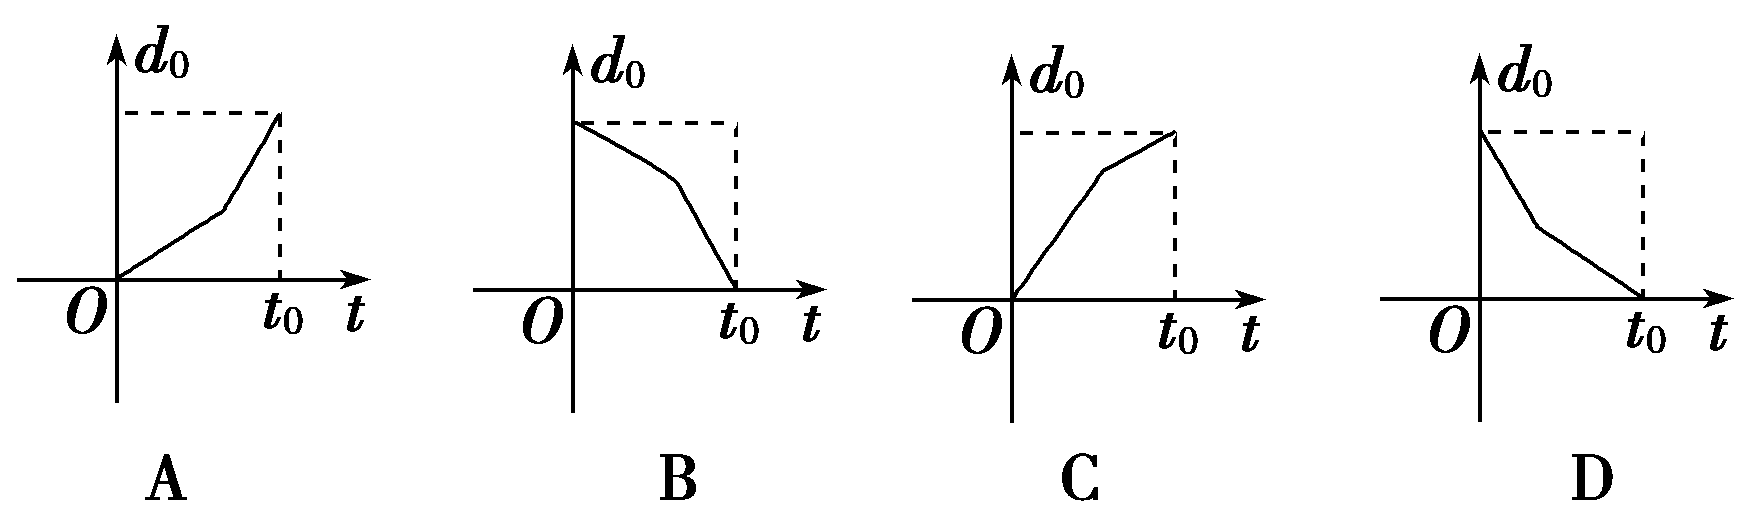 d₀ d₀ d₀ d₀
O t₀ t O t₀ t O t₀ t O t₀ t
A B C D